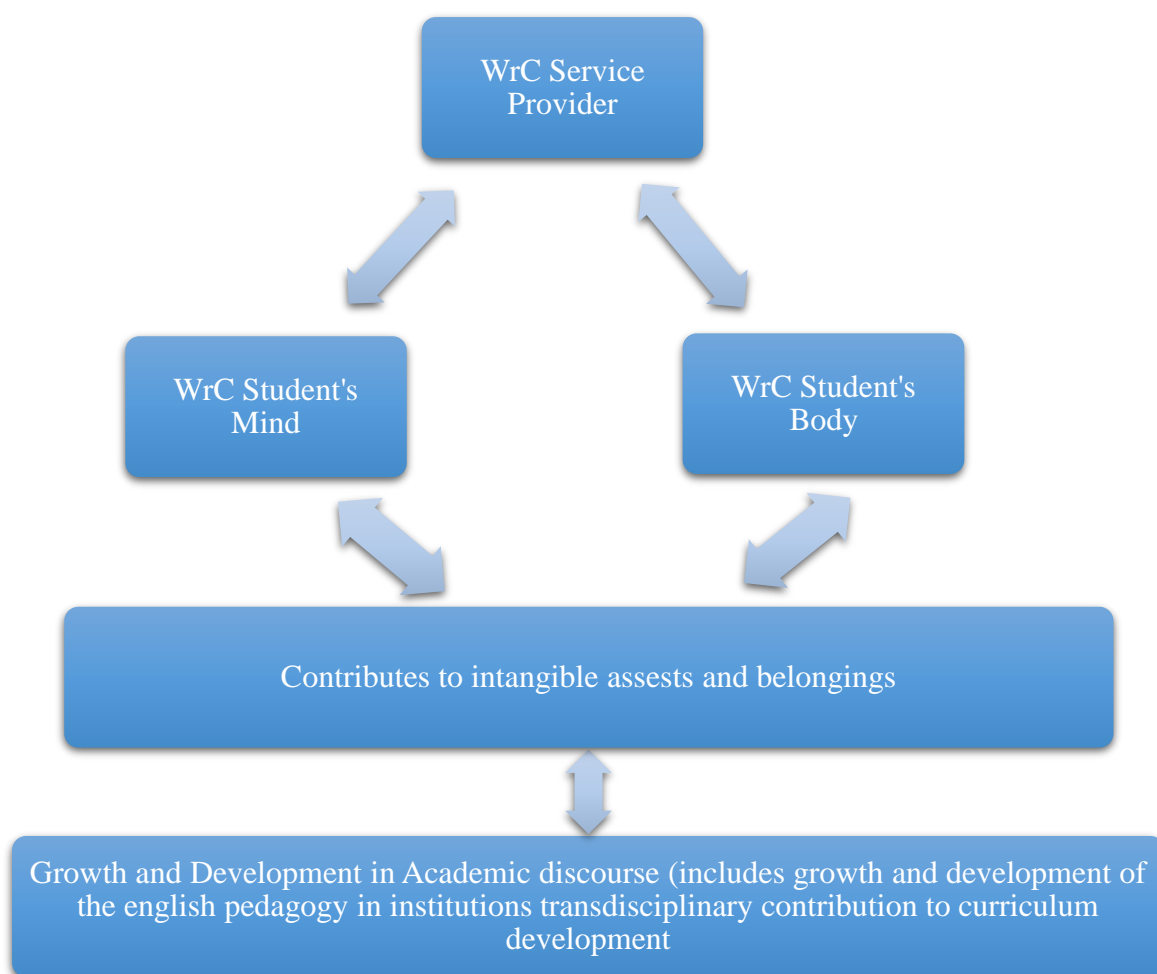 WrC Service
Provider
WrC Student's
Mind
WrC Student's
Body
Contributes to intangible assests and belongings
Growth and Development in Academic discourse (includes growth and development of
the english pedagogy in institutions transdisciplinary contribution to curriculum
development